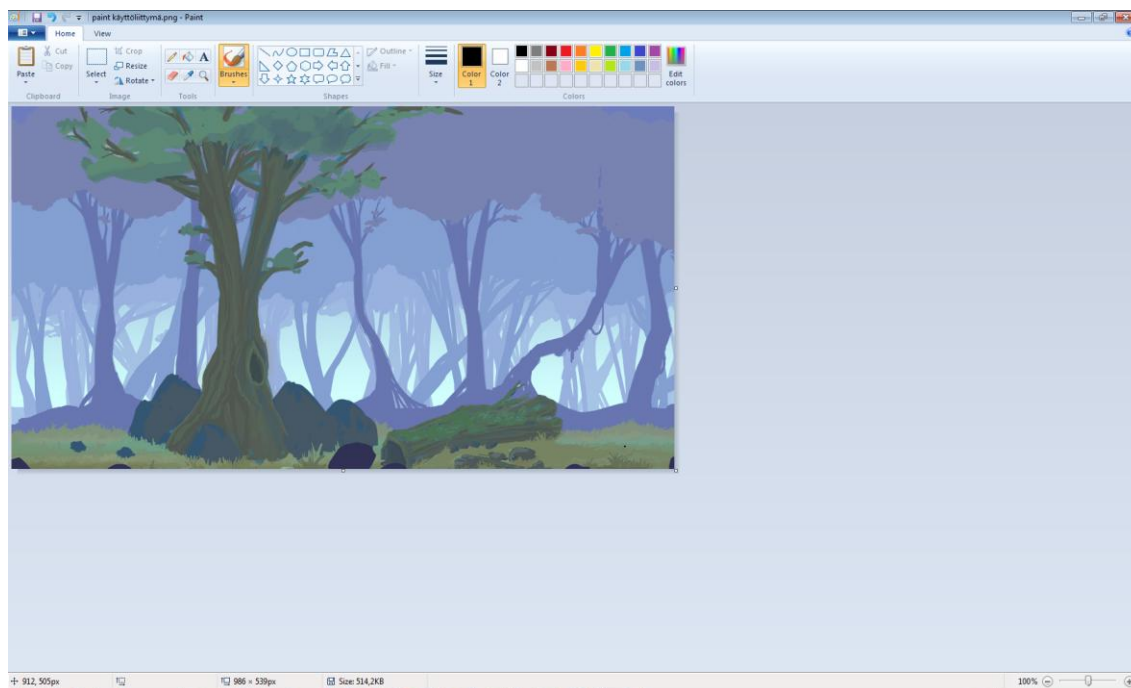 paint käyttöliittymä.png - Paint
Home View
Paste
Cut
Copy
Clipboard
Select
Crop
Resize
Rotate
Image
A
Tools
Brushes
Outline
Fill
Shapes
Size
Color 1
Color 2
Edit colors
Colors
912, 505px 986 × 539px Size: 514,2KB 100%